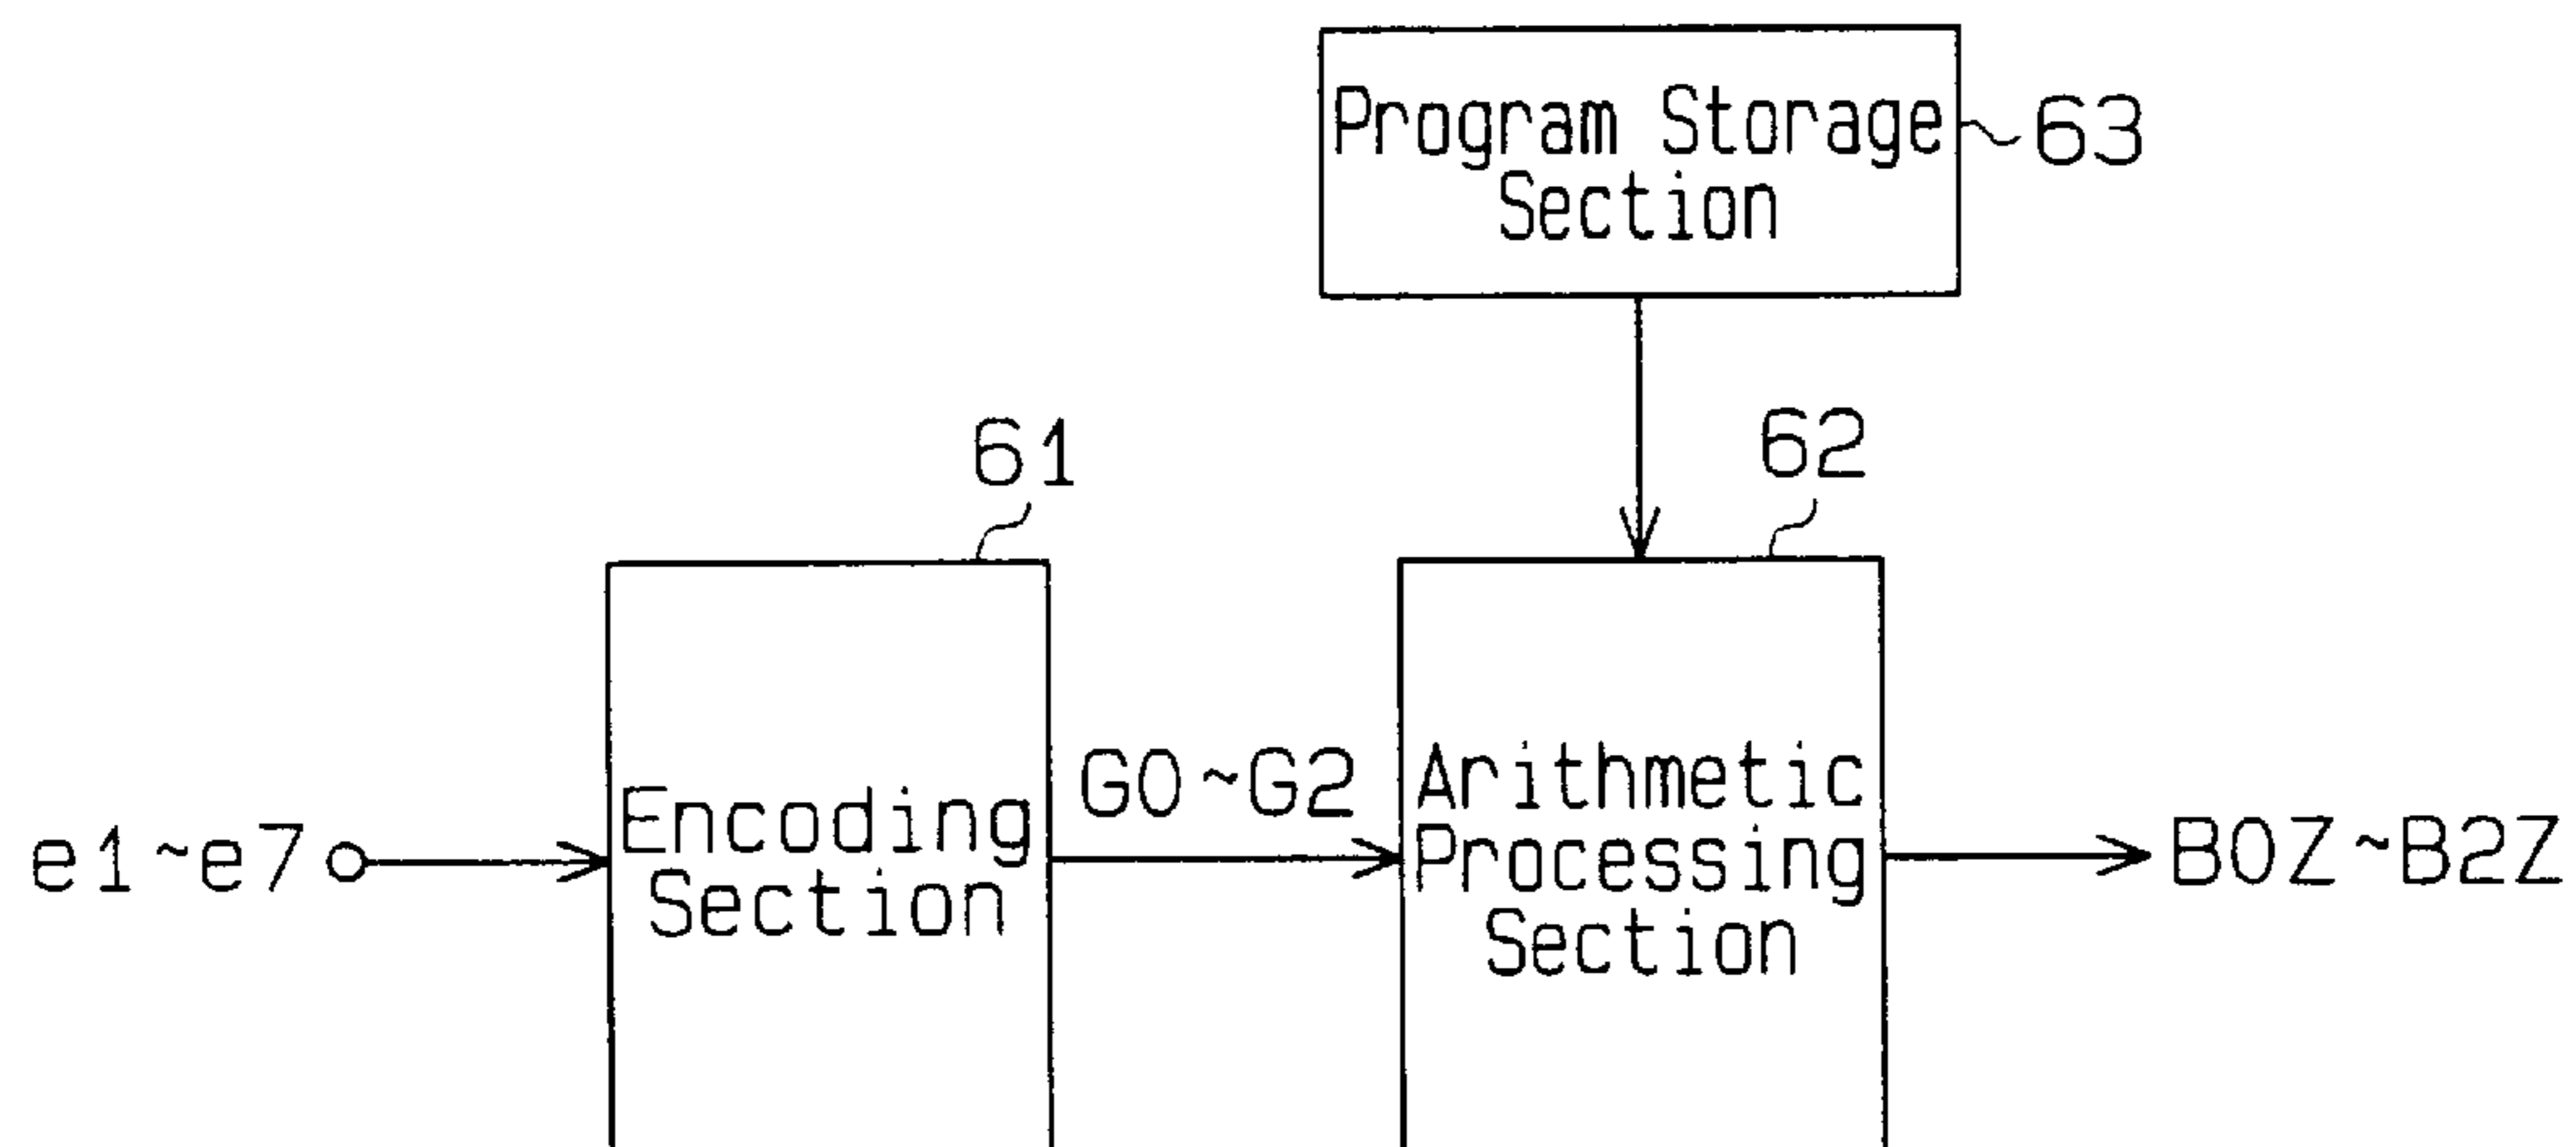 Program Storage
Section
63
61
62
e1~e7
Encoding
Section
G0~G2
Arithmetic
Processing
Section
B0Z~B2Z